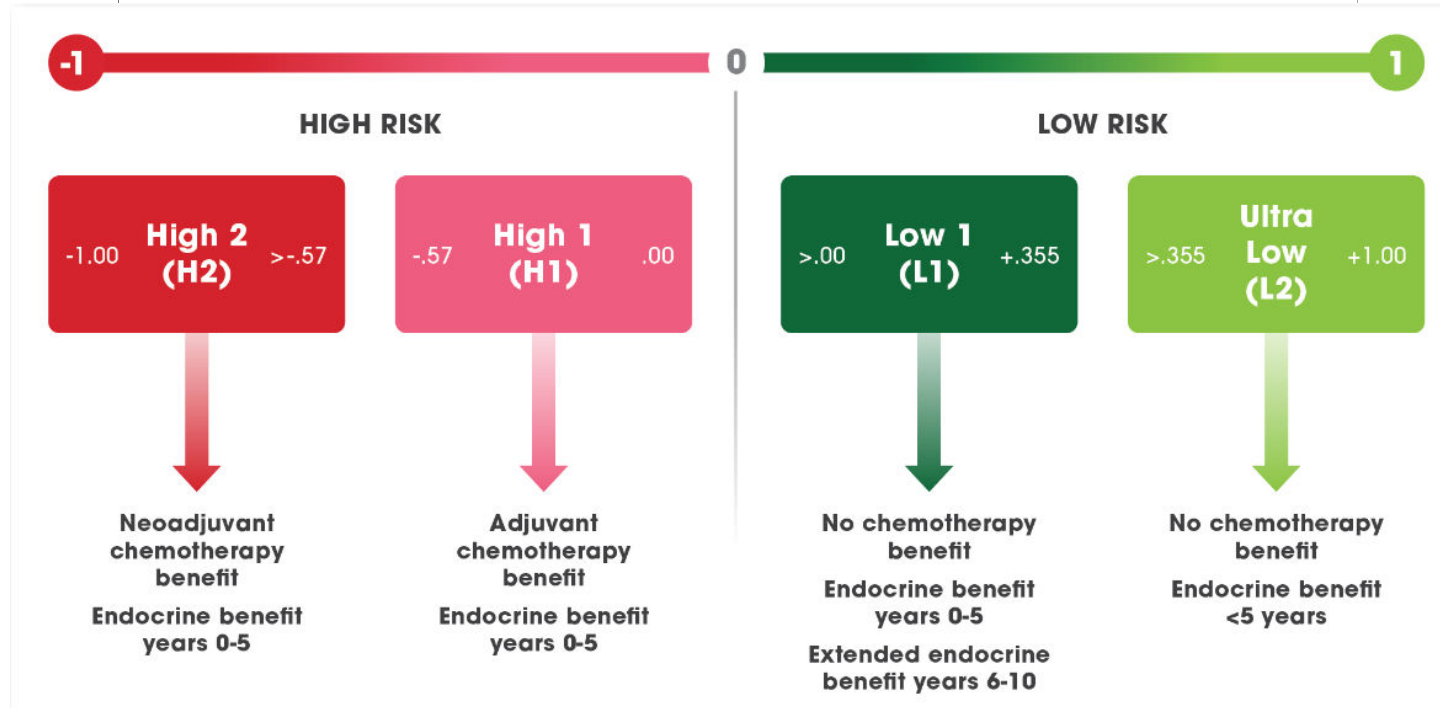 -1
0
1
HIGH RISK
LOW RISK
-1.00
High 2
(H2)
>-.57
-.57
High 1
(H1)
.00
>.00
Low 1
(L1)
+.355
>.355
Ultra
Low
(L2)
+1.00
Neoadjuvant
chemotherapy
benefit
Endocrine benefit
years 0-5
Adjuvant
chemotherapy
benefit
Endocrine benefit
years 0-5
No chemotherapy
benefit
Endocrine benefit
years 0-5
Extended endocrine
benefit years 6-10
No chemotherapy
benefit
Endocrine benefit
<5 years